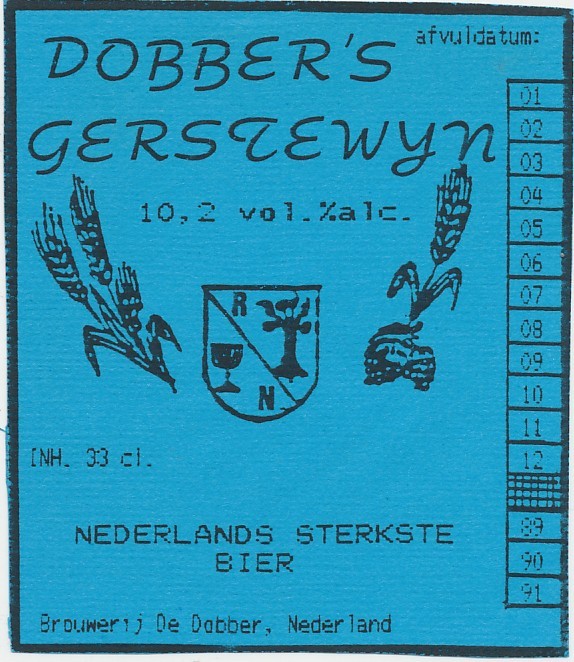 DOBBER'S
GERSTEWYN
afvuldatum:
10,2 vol.%alc.
R
N
INH. 33 cl.
NEDERLANDS STERKSTE
BIER
Brouwerij De Dobber, Nederland
01
02
03
04
05
06
07
08
09
10
11
12
89
90
91